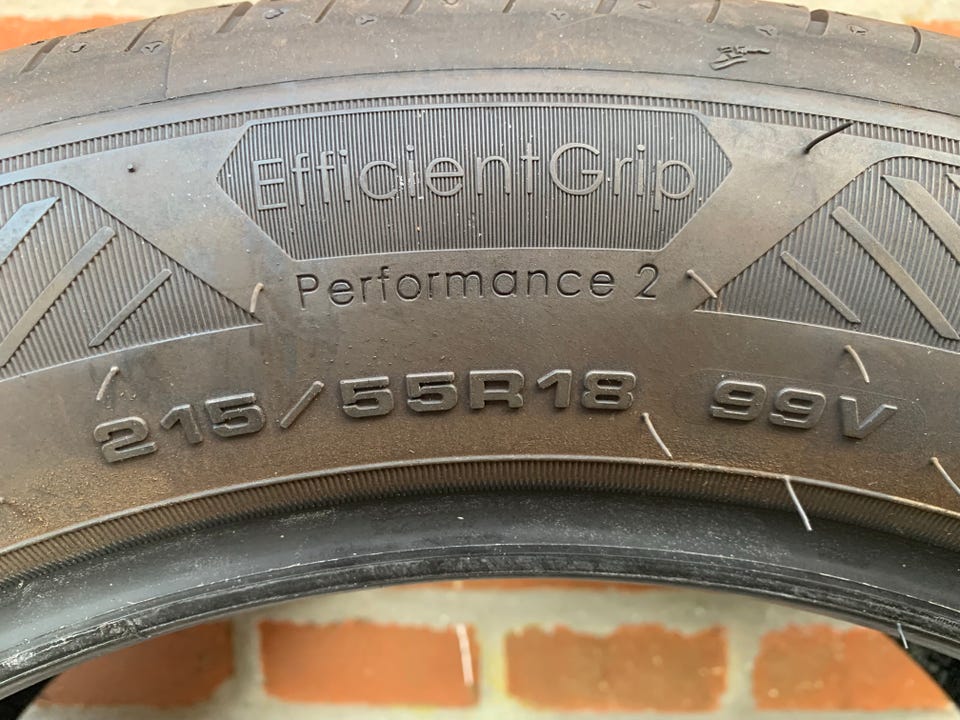 EfficientGrip
Performance 2
215/55R18 99V